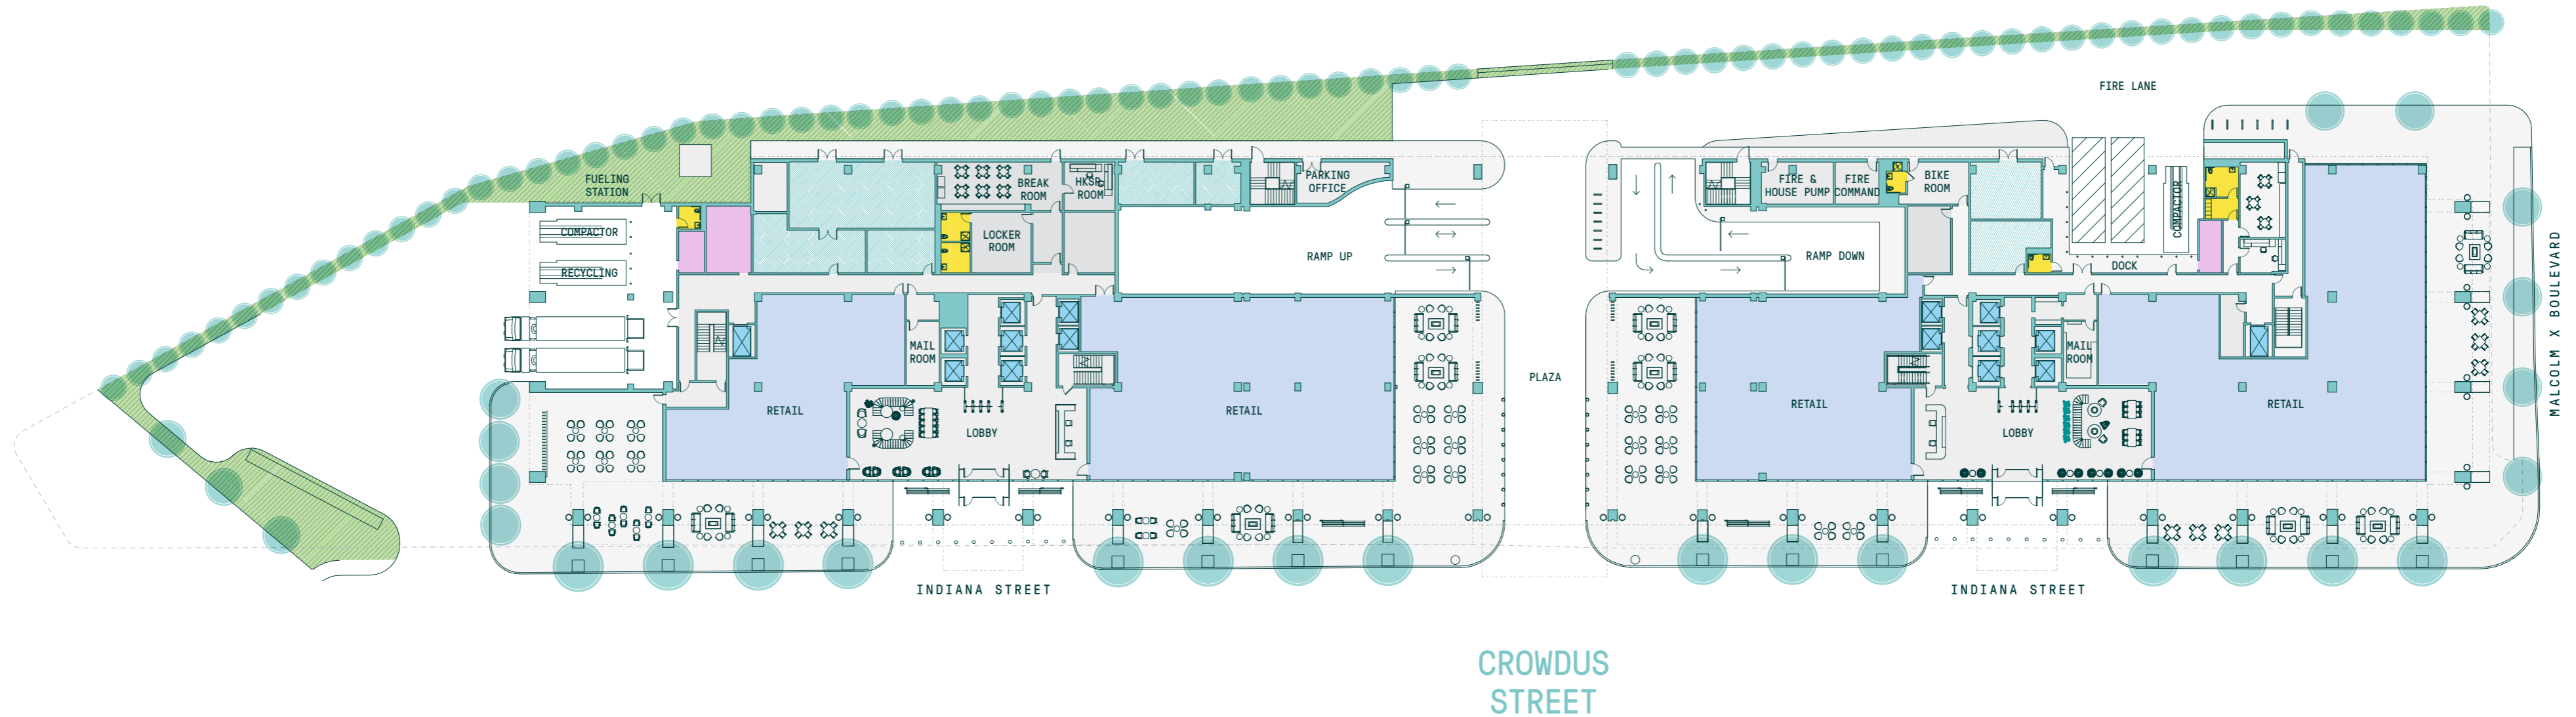 FIRE LANE
FUELING
STATION
BREAK
ROOM
HKSP
ROOM
PARKING
OFFICE
FIRE &
HOUSE PUMP
FIRE
COMMAND
BIKE
ROOM
COMPACTOR
COMPACTOR
LOCKER
ROOM
RECYCLING
RAMP UP
RAMP DOWN
DOCK
MALCOLM X BOULEVARD
MAIL
ROOM
MAIL
ROOM
PLAZA
RETAIL
RETAIL
RETAIL
RETAIL
LOBBY
LOBBY
INDIANA STREET
INDIANA STREET
CROWDUS
STREET